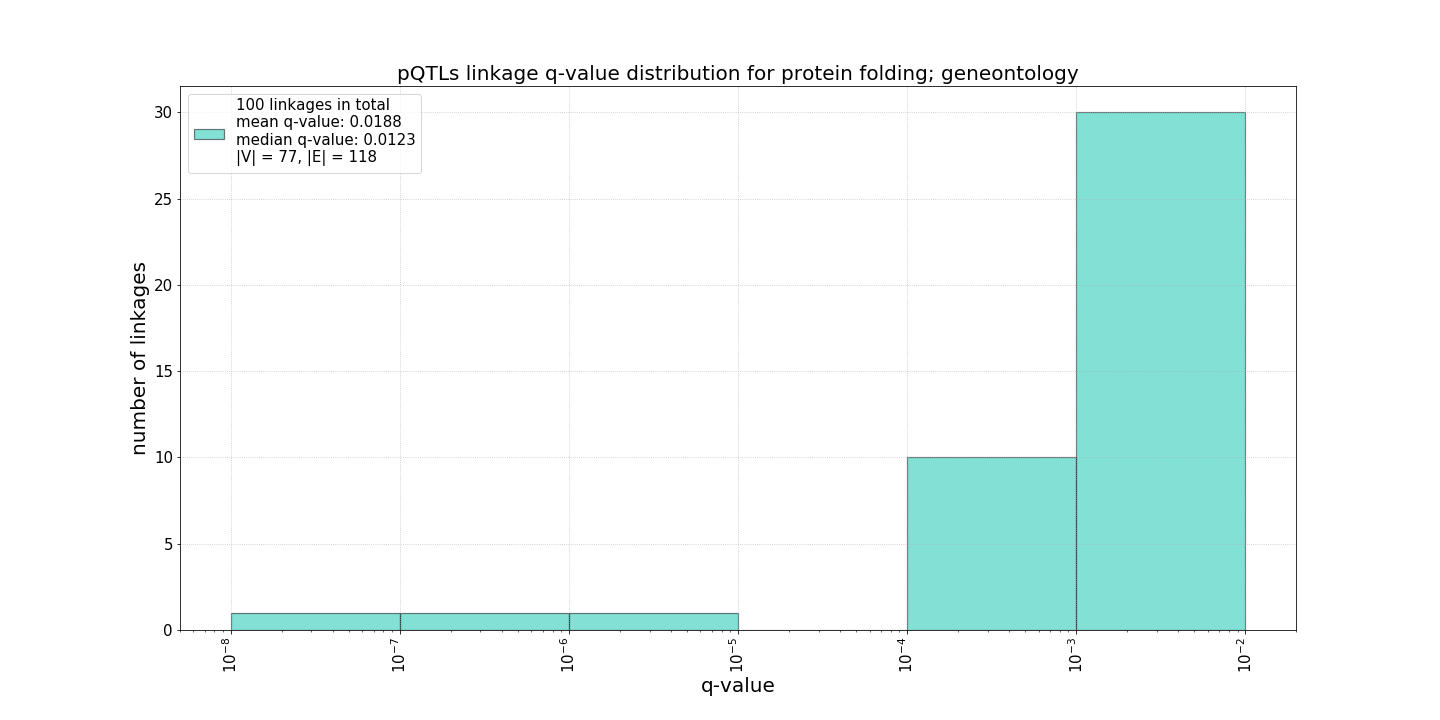 pQTLs linkage q-value distribution for protein folding; geneontology
100 linkages in total
mean q-value: 0.0188
median q-value: 0.0123
|V| = 77, |E| = 118
number of linkages
30
25
20
15
10
5
0
10⁻⁸ 10⁻⁷ 10⁻⁶ 10⁻⁵ 10⁻⁴ 10⁻³ 10⁻²
q-value